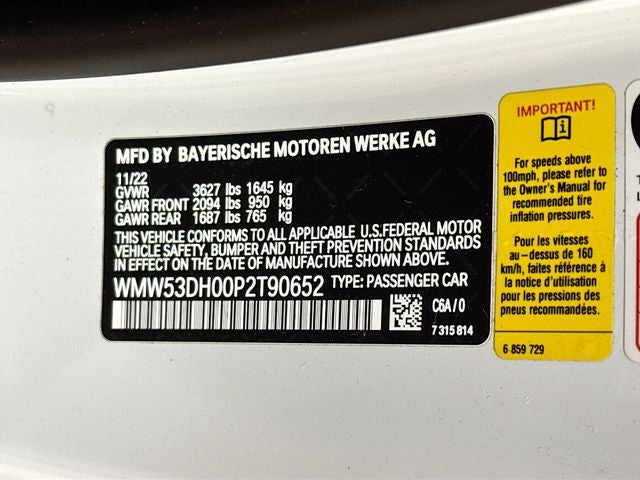 MFD BY BAYERISCHE MOTOREN WERKE AG
11/22
GVWR 3627 lbs 1645 kg
GAWR FRONT 2094 lbs 950 kg
GAWR REAR 1687 lbs 765 kg
THIS VEHICLE CONFORMS TO ALL APPLICABLE U.S.FEDERAL MOTOR
VEHICLE SAFETY, BUMPER AND THEFT PREVENTION STANDARDS
IN EFFECT ON THE DATE OF MANUFACTURE SHOWN ABOVE.
WMW53DH00P2T90652 TYPE: PASSENGER CAR
C6A/0
7 315 814
IMPORTANT!
For speeds above
100mph, please refer to
the Owner's Manual for
recommended tire
inflation pressures.
Pour les vitesses
au-dessus de 160
km/h, faites référence à
la notice d'utilisation
pour les pressions des
pneus recommandées.
6 859 729